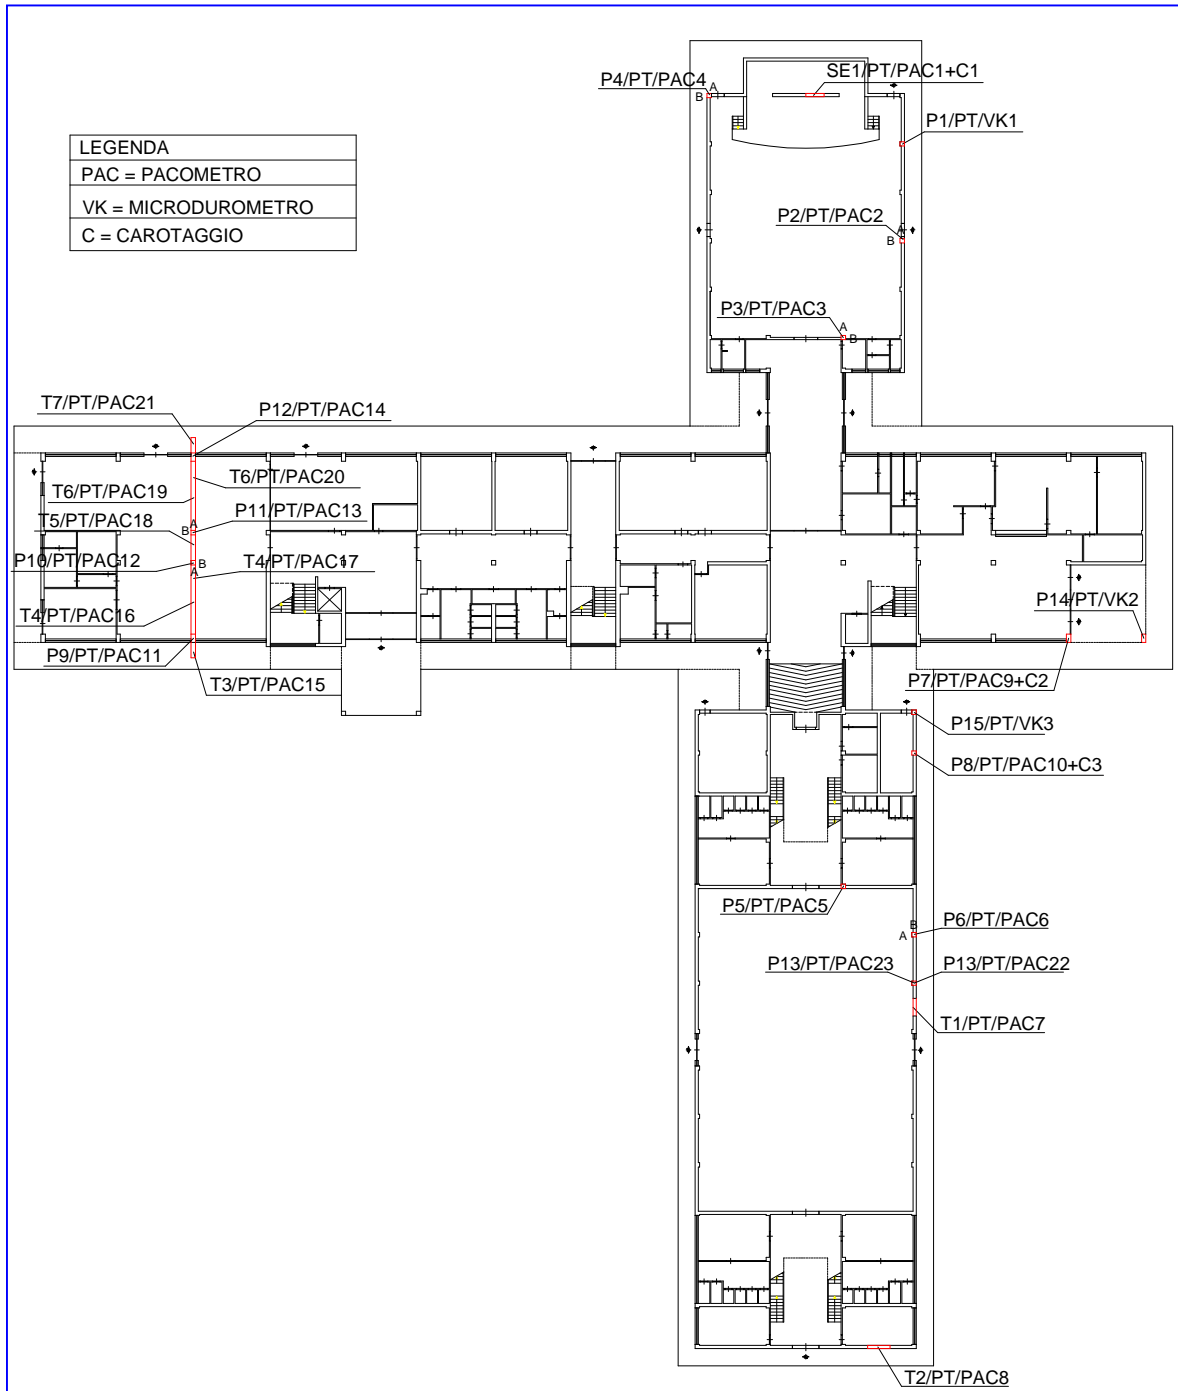 P4/PT/PAC4
A
B
SE1/PT/PAC1+C1
P1/PT/VK1
LEGENDA
PAC = PACOMETRO
VK = MICRODUROMETRO
C = CAROTAGGIO
P2/PT/PAC2
A
B
P3/PT/PAC3
A
B
T7/PT/PAC21
P12/PT/PAC14
T6/PT/PAC20
T6/PT/PAC19
P11/PT/PAC13
T5/PT/PAC18
A
B
P10/PT/PAC12
B
A
T4/PT/PAC17
T4/PT/PAC16
P9/PT/PAC11
T3/PT/PAC15
P14/PT/VK2
P7/PT/PAC9+C2
P15/PT/VK3
P8/PT/PAC10+C3
P5/PT/PAC5
B
A
P6/PT/PAC6
P13/PT/PAC23
P13/PT/PAC22
T1/PT/PAC7
T2/PT/PAC8